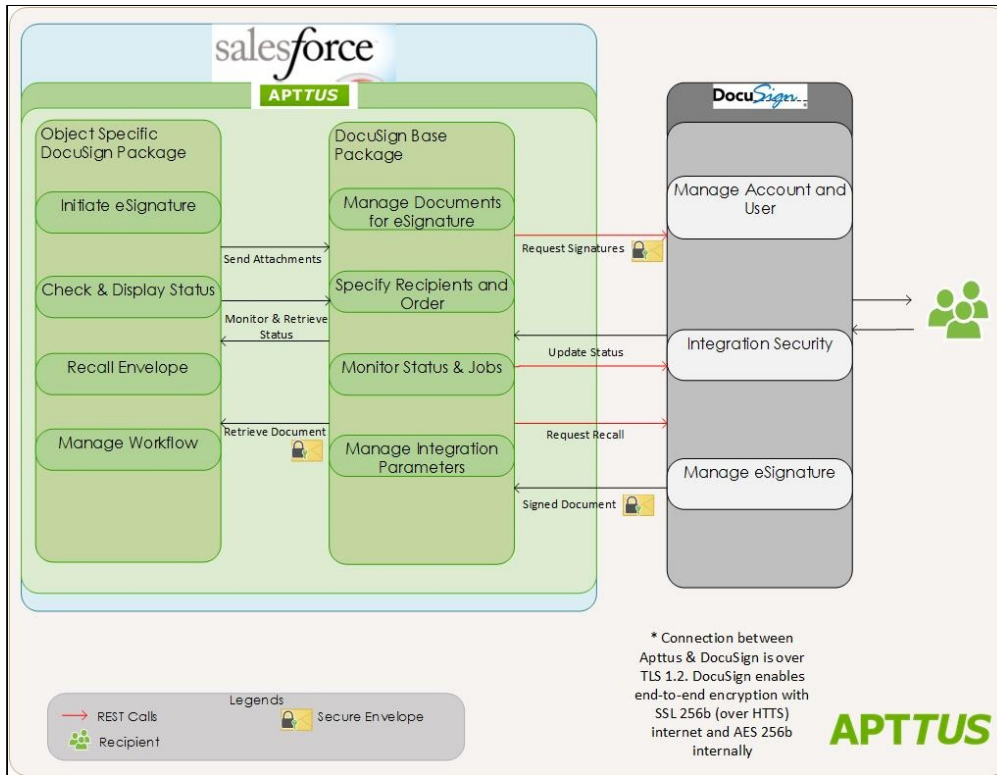 salesforce
APTTUS
DocuSign
Object Specific
DocuSign Package
Initiate eSignature
Check & Display Status
Recall Envelope
Manage Workflow
Send Attachments
Monitor & Retrieve
Status
Retrieve Document
DocuSign Base
Package
Manage Documents
for eSignature
Specify Recipients and
Order
Monitor Status & Jobs
Manage Integration
Parameters
Request Signatures
Update Status
Request Recall
Signed Document
Manage Account and
User
Integration Security
Manage eSignature
* Connection between
Apttus & DocuSign is over
TLS 1.2. DocuSign enables
end-to-end encryption with
SSL 256b (over HTTS)
internet and AES 256b
internally
Legends
REST Calls
Secure Envelope
Recipient
APTTUS